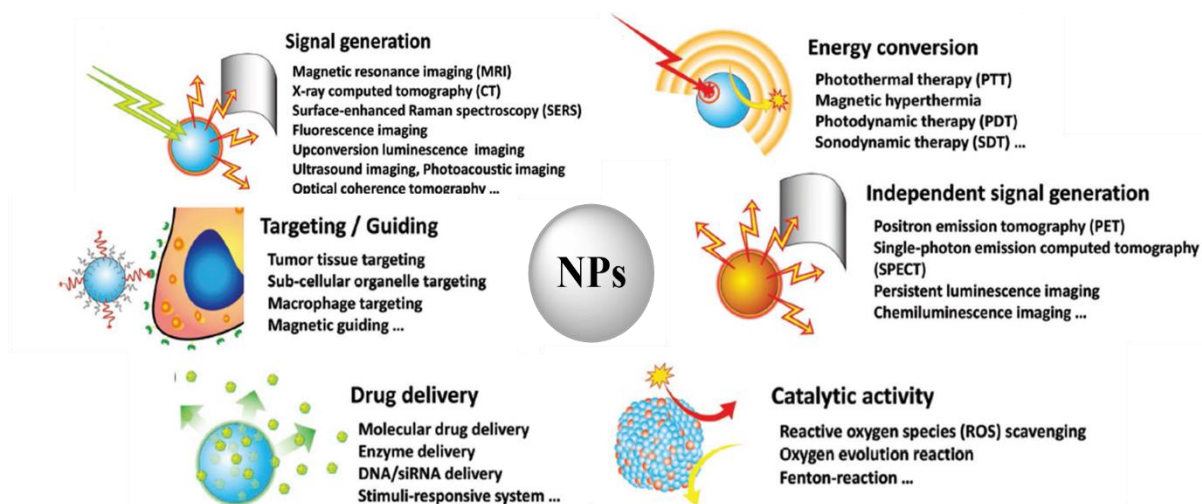 Signal generation
Magnetic resonance imaging (MRI)
X-ray computed tomography (CT)
Surface-enhanced Raman spectroscopy (SERS)
Fluorescence imaging
Upconversion luminescence imaging
Ultrasound imaging, Photoacoustic imaging
Optical coherence tomography ...
Energy conversion
Photothermal therapy (PTT)
Magnetic hyperthermia
Photodynamic therapy (PDT)
Sonodynamic therapy (SDT) ...
Targeting / Guiding
Tumor tissue targeting
Sub-cellular organelle targeting
Macrophage targeting
Magnetic guiding ...
NPs
Independent signal generation
Positron emission tomography (PET)
Single-photon emission computed tomography
(SPECT)
Persistent luminescence imaging
Chemiluminescence imaging ...
Drug delivery
Molecular drug delivery
Enzyme delivery
DNA/siRNA delivery
Stimuli-responsive system ...
Catalytic activity
Reactive oxygen species (ROS) scavenging
Oxygen evolution reaction
Fenton-reaction ...